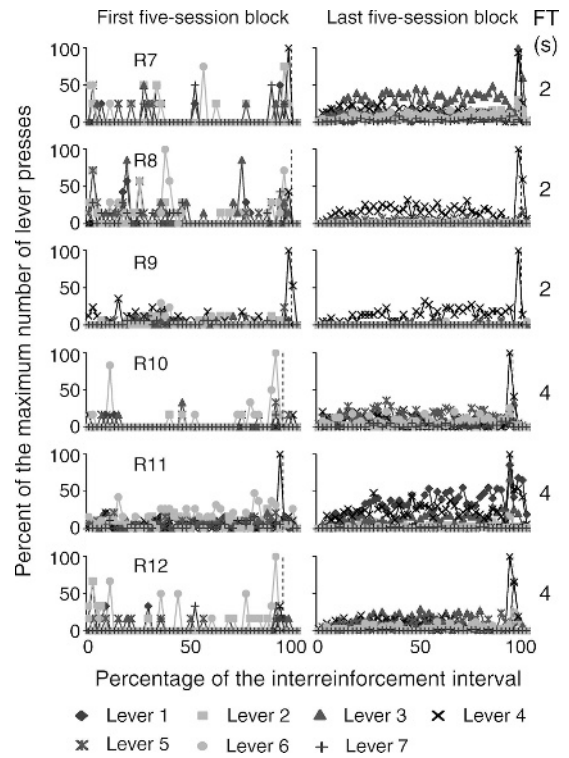 First five-session block Last five-session block FT
(s)
Percent of the maximum number of lever presses
100 R7
50 2
0
100 R8
50 2
0
100 R9
50 2
0
100 R10
50 4
0
100 R11
50 4
0
100 R12
50 4
0
0 50 100 0 50 100
Percentage of the interreinforcement interval
Lever 1 Lever 2 Lever 3 Lever 4
Lever 5 Lever 6 Lever 7